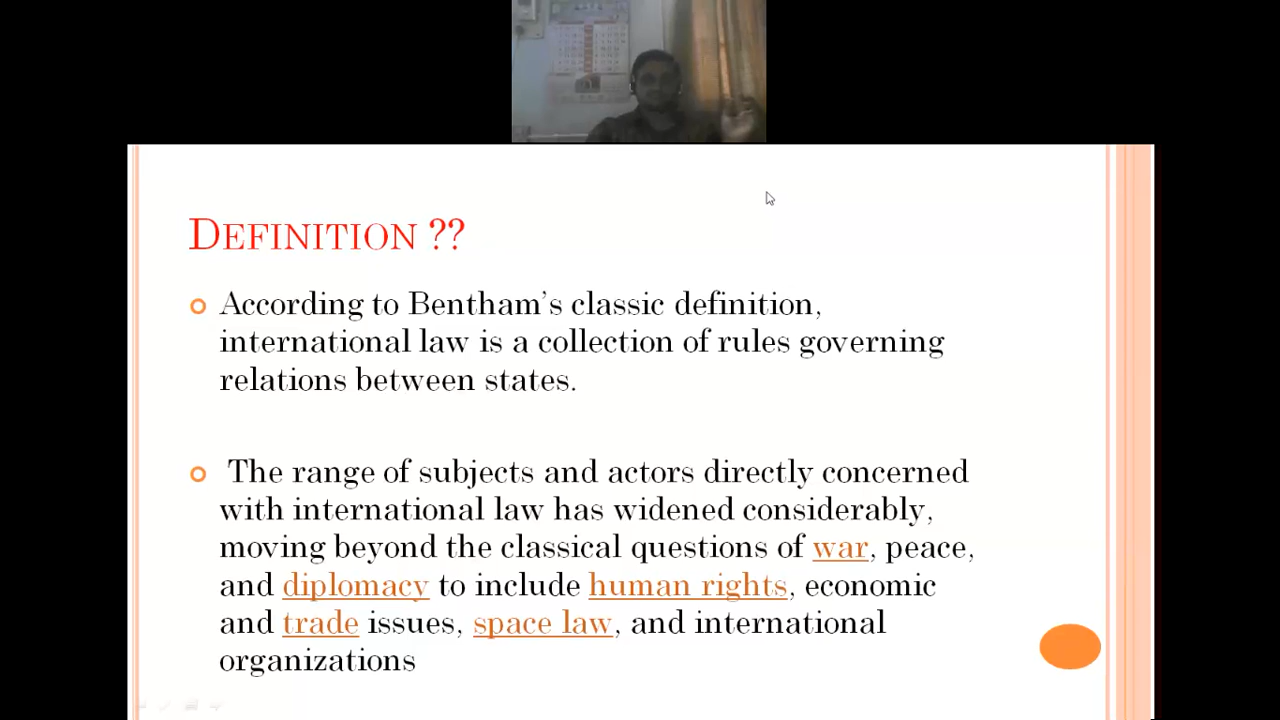 DEFINITION ??
According to Bentham's classic definition,
international law is a collection of rules governing
relations between states.
The range of subjects and actors directly concerned
with international law has widened considerably,
moving beyond the classical questions of war, peace,
and diplomacy to include human rights, economic
and trade issues, space law, and international
organizations